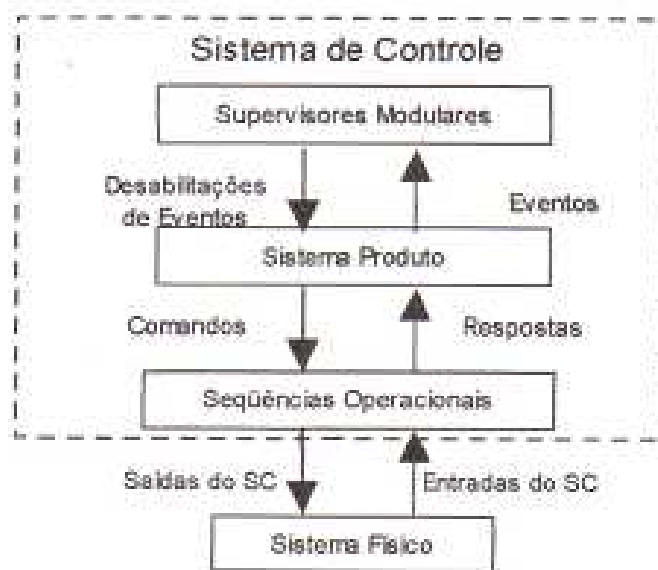 Sistema de Controle
Supervisores Modulares
Desabilitações
de Eventos
Eventos
Sistema Produto
Comandos
Respostas
Seqüências Operacionais
Saídas do SC
Entradas do SC
Sistema Físico